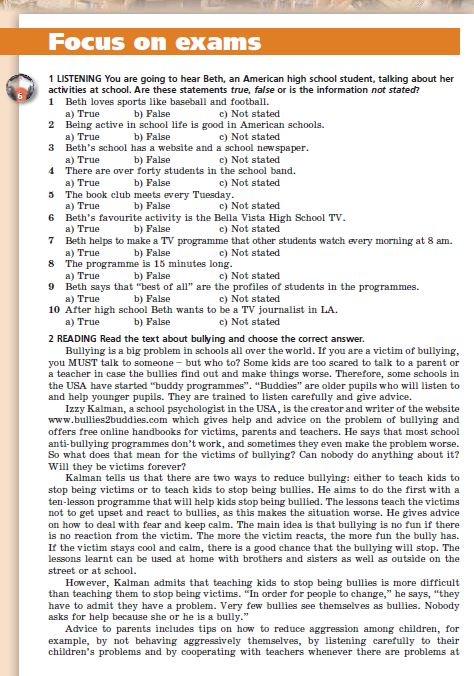 Focus on exams
6
1 LISTENING You are going to hear Beth, an American high school student, talking about her
activities at school. Are these statements true, false or is the information not stated?
1 Beth loves sports like baseball and football.
a) True b) False c) Not stated
2 Being active in school life is good in American schools.
a) True b) False c) Not stated
3 Beth's school has a website and a school newspaper.
a) True b) False c) Not stated
4 There are over forty students in the school band.
a) True b) False c) Not stated
5 The book club meets every Tuesday.
a) True b) False c) Not stated
6 Beth's favourite activity is the Bella Vista High School TV.
a) True b) False c) Not stated
7 Beth helps to make a TV programme that other students watch every morning at 8 am.
a) True b) False c) Not stated
8 The programme is 15 minutes long.
a) True b) False c) Not stated
9 Beth says that "best of all" are the profiles of students in the programmes.
a) True b) False c) Not stated
10 After high school Beth wants to be a TV journalist in LA.
a) True b) False c) Not stated
2 READING Read the text about bullying and choose the correct answer.
Bullying is a big problem in schools all over the world. If you are a victim of bullying,
you MUST talk to someone – but who to? Some kids are too scared to talk to a parent or
a teacher in case the bullies find out and make things worse. Therefore, some schools in
the USA have started "buddy programmes". "Buddies" are older pupils who will listen to
and help younger pupils. They are trained to listen carefully and give advice.
Izzy Kalman, a school psychologist in the USA, is the creator and writer of the website
www.bullies2buddies.com which gives help and advice on the problem of bullying and
offers free online handbooks for victims, parents and teachers. He says that most school
anti-bullying programmes don't work, and sometimes they even make the problem worse.
So what does that mean for the victims of bullying? Can nobody do anything about it?
Will they be victims forever?
Kalman tells us that there are two ways to reduce bullying: either to teach kids to
stop being victims or to teach kids to stop being bullies. He aims to do the first with a
ten-lesson programme that will help kids stop being bullied. The lessons teach the victims
not to get upset and react to bullies, as this makes the situation worse. He gives advice
on how to deal with fear and keep calm. The main idea is that bullying is no fun if there
is no reaction from the victim. The more the victim reacts, the more fun the bully has.
If the victim stays cool and calm, there is a good chance that the bullying will stop. The
lessons learnt can be used at home with brothers and sisters as well as outside on the
street or at school.
However, Kalman admits that teaching kids to stop being bullies is more difficult
than teaching them to stop being victims. "In order for people to change," he says, "they
have to admit they have a problem. Very few bullies see themselves as bullies. Nobody
asks for help because she or he is a bully."
Advice to parents includes tips on how to reduce aggression among children, for
example, by not behaving aggressively themselves, by listening carefully to their
children's problems and by cooperating with teachers whenever there are problems at